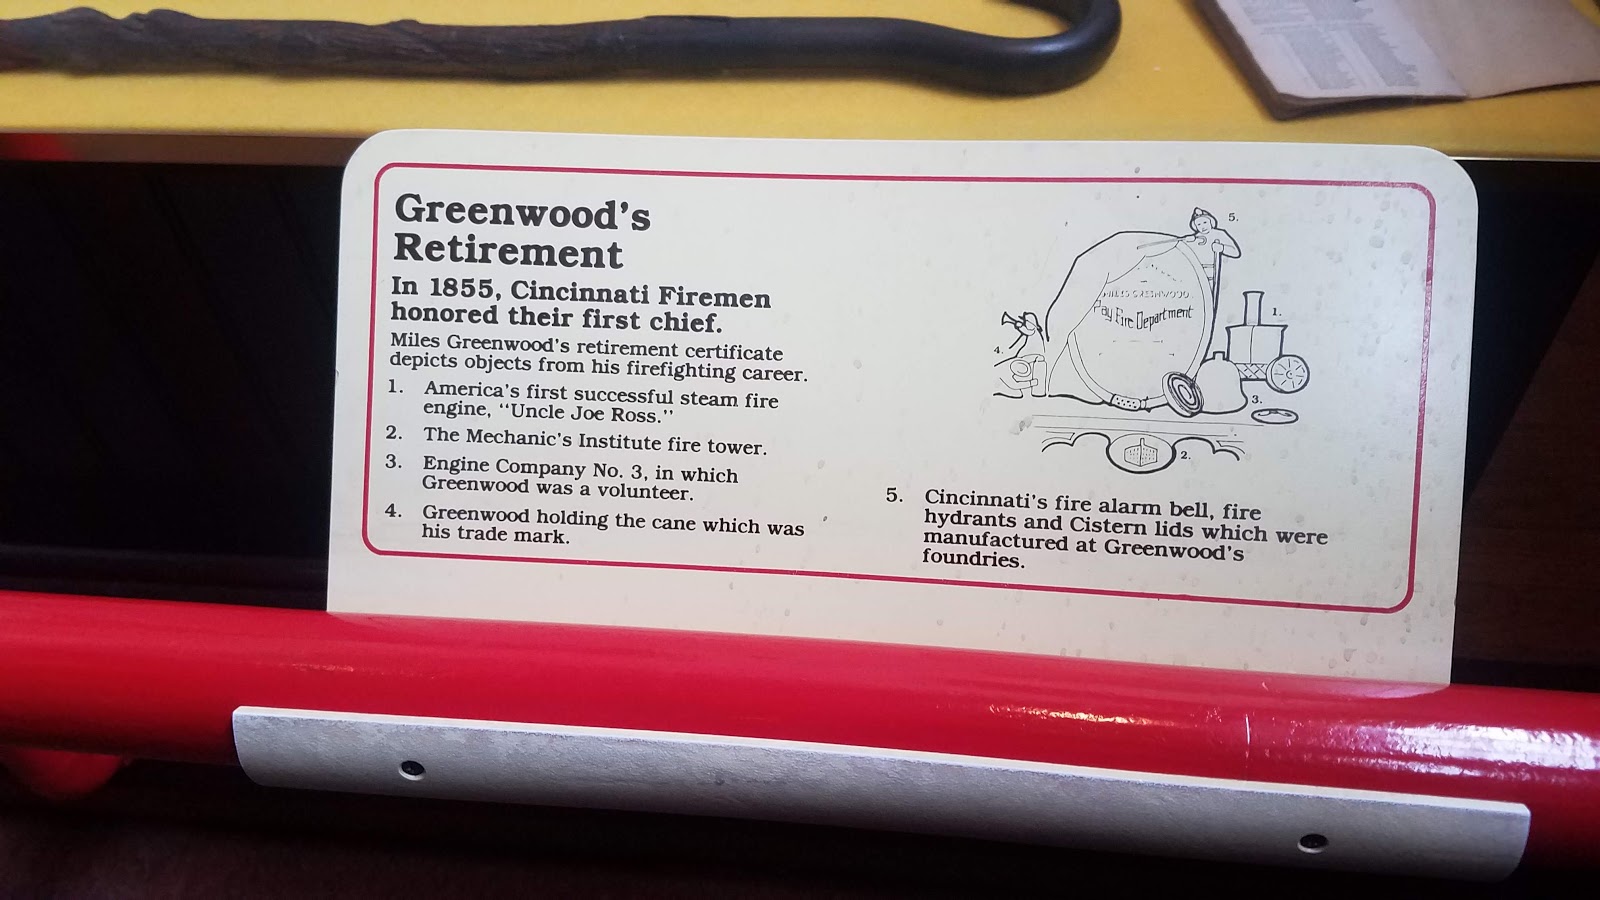 Greenwood's
Retirement
In 1855, Cincinnati Firemen
honored their first chief.
Miles Greenwood's retirement certificate
depicts objects from his firefighting career.
1. America's first successful steam fire
engine, "Uncle Joe Ross."
2. The Mechanic's Institute fire tower.
3. Engine Company No. 3, in which
Greenwood was a volunteer.
4. Greenwood holding the cane which was
his trade mark.
5.
MILES GREENWOOD
Pay Fire Department
1.
4.
3.
2.
5. Cincinnati's fire alarm bell, fire
hydrants and Cistern lids which were
manufactured at Greenwood's
foundries.